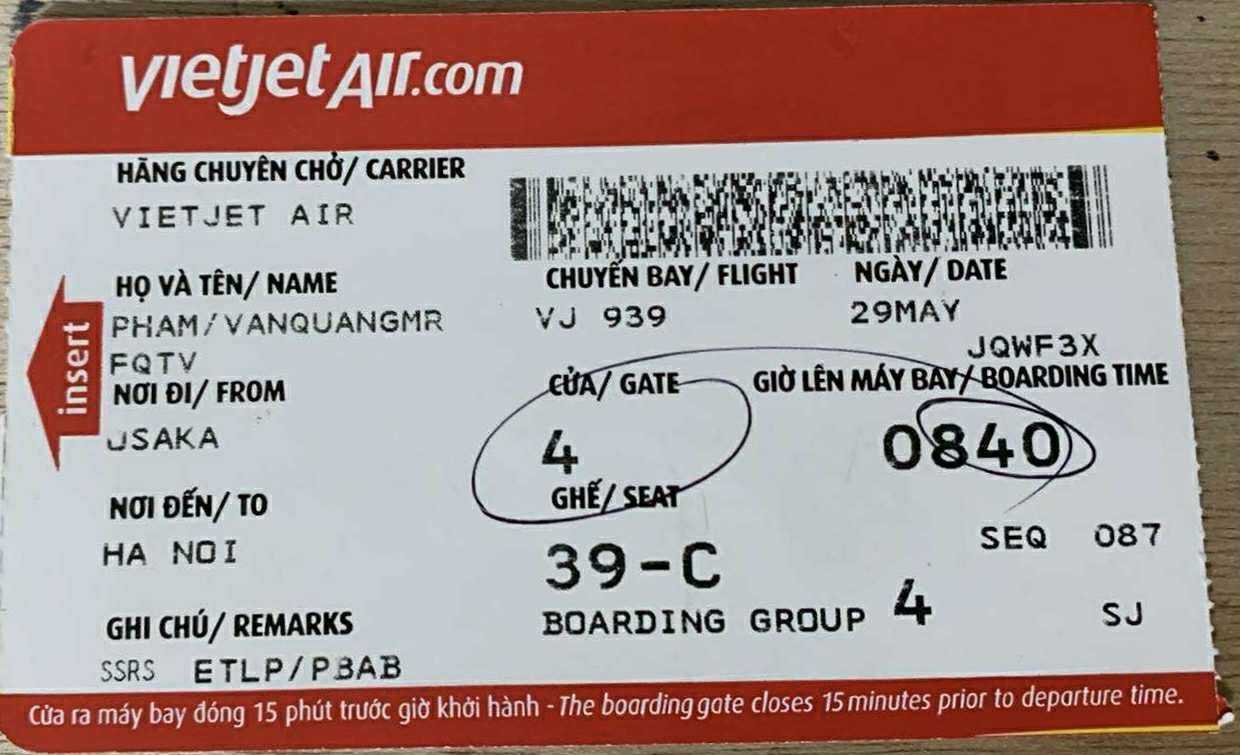 vietjetAir.com
HÃNG CHUYÊN CHỞ/ CARRIER
VIETJET AIR
HỌ VÀ TÊN/ NAME
PHAM/VANQUANGMR
FQTV
CHUYẾN BAY/ FLIGHT
VJ 939
NGÀY/ DATE
29MAY
JQWF3X
insert
NƠI ĐI/ FROM
OSAKA
CỬA/ GATE
4
GIỜ LÊN MÁY BAY/ BOARDING TIME
0840
NƠI ĐẾN/ TO
HA NOI
GHẾ/ SEAT
39-C
SEQ 087
BOARDING GROUP 4
SJ
GHI CHÚ/ REMARKS
SSRS ETLP/PBAB
Cửa ra máy bay đóng 15 phút trước giờ khởi hành - The boarding gate closes 15 minutes prior to departure time.